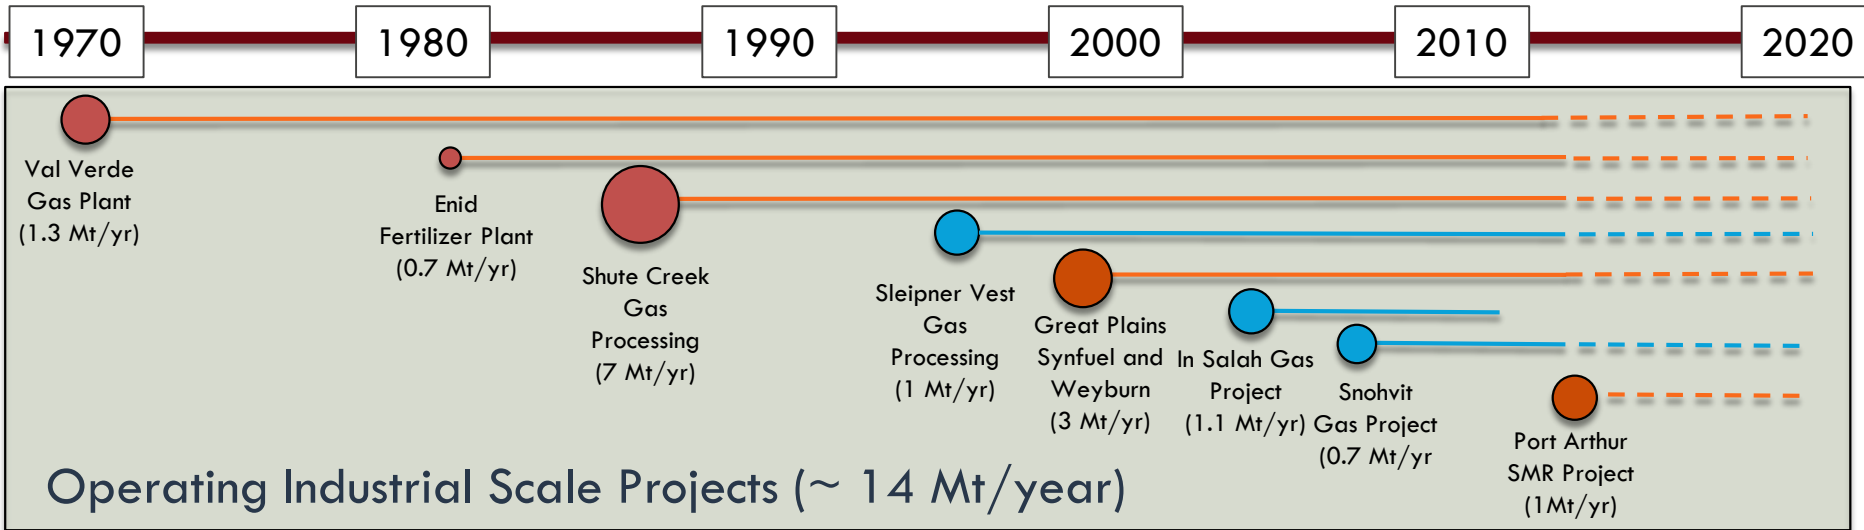 1970
1980
1990
2000
2010
2020
Val Verde
Gas Plant
(1.3 Mt/yr)
Enid
Fertilizer Plant
(0.7 Mt/yr)
Shute Creek
Gas
Processing
(7 Mt/yr)
Sleipner Vest
Gas
Processing
(1 Mt/yr)
Great Plains
Synfuel and
Weyburn
(3 Mt/yr)
In Salah Gas
Project
(1.1 Mt/yr)
Snohvit
Gas Project
(0.7 Mt/yr
Port Arthur
SMR Project
(1Mt/yr)
Operating Industrial Scale Projects (~ 14 Mt/year)